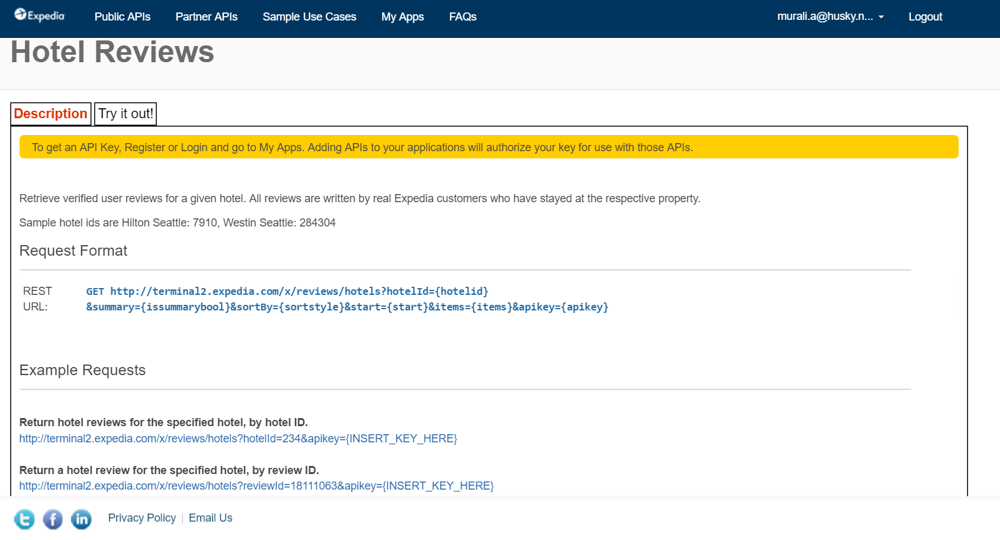 Expedia Public APIs Partner APIs Sample Use Cases My Apps FAQs murali.a@husky.n... Logout
Hotel Reviews
Description Try it out!
To get an API Key, Register or Login and go to My Apps. Adding APIs to your applications will authorize your key for use with those APIs.
Retrieve verified user reviews for a given hotel. All reviews are written by real Expedia customers who have stayed at the respective property.
Sample hotel ids are Hilton Seattle: 7910, Westin Seattle: 284304
Request Format
REST GET http://terminal2.expedia.com/x/reviews/hotels?hotelId={hotelid}
URL: &summary={issummarybool}&sortBy={sortstyle}&start={start}&items={items}&apikey={apikey}
Example Requests
Return hotel reviews for the specified hotel, by hotel ID.
http://terminal2.expedia.com/x/reviews/hotels?hotelId=234&apikey={INSERT_KEY_HERE}
Return a hotel review for the specified hotel, by review ID.
http://terminal2.expedia.com/x/reviews/hotels?reviewId=18111063&apikey={INSERT_KEY_HERE}
t f in Privacy Policy | Email Us